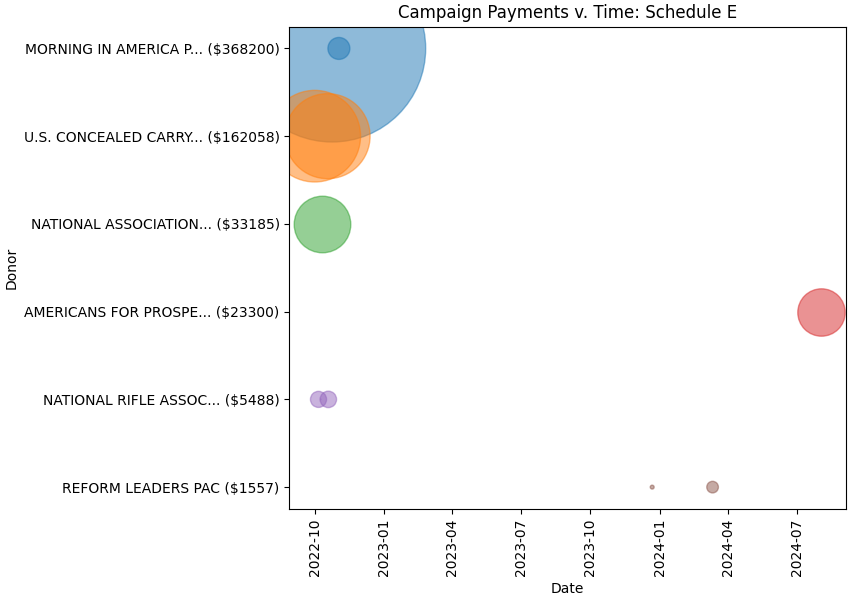 Campaign Payments v. Time: Schedule E
MORNING IN AMERICA P... ($368200)
U.S. CONCEALED CARRY... ($162058)
NATIONAL ASSOCIATION... ($33185)
AMERICANS FOR PROSPE... ($23300)
NATIONAL RIFLE ASSOC... ($5488)
REFORM LEADERS PAC ($1557)
Donor
2022-10
2023-01
2023-04
2023-07
2023-10
2024-01
2024-04
2024-07
Date